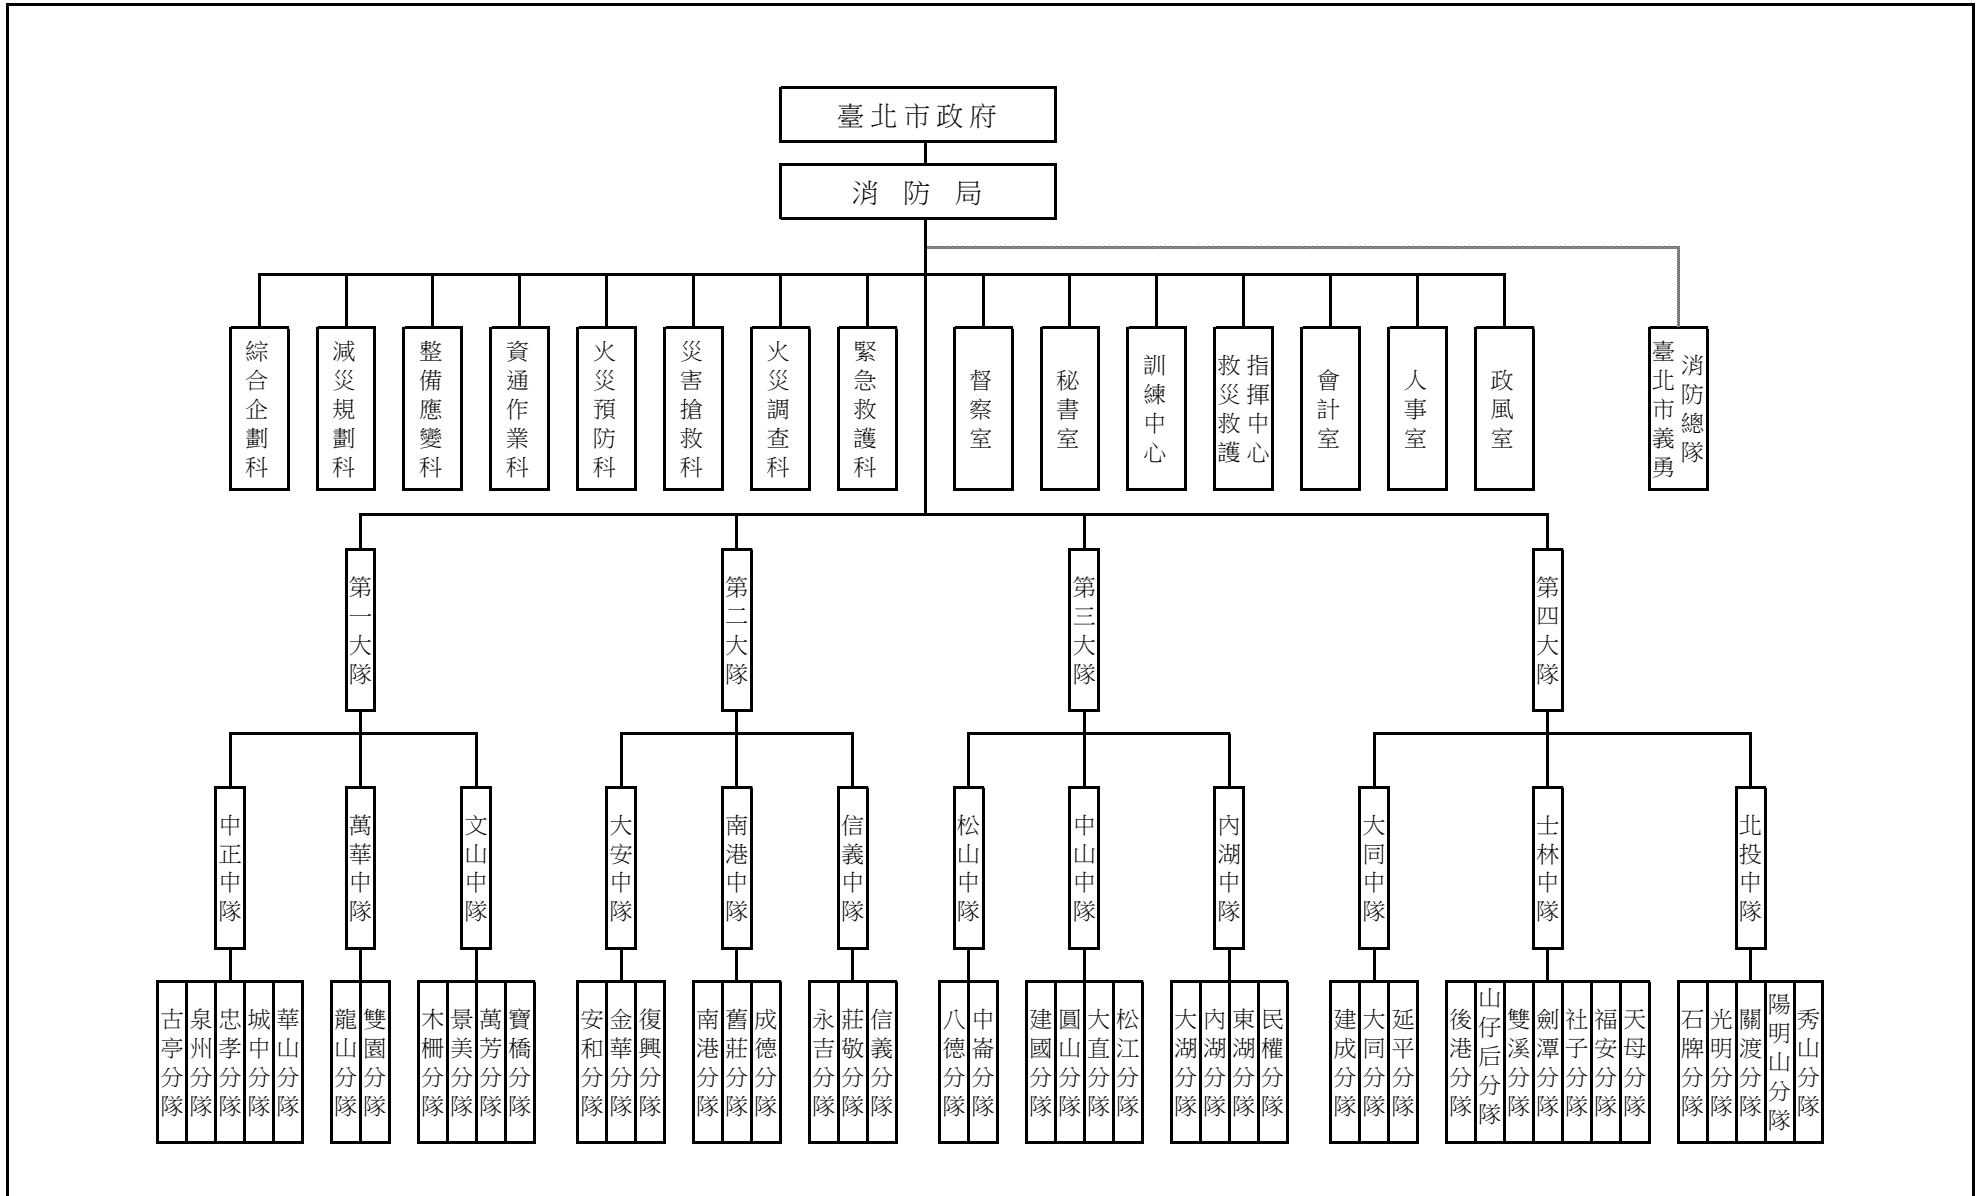 臺北市政府
消防局
綜合企劃科
減災規劃科
整備應變科
資通作業科
火災預防科
災害搶救科
火災調查科
緊急救護科
督察室
秘書室
訓練中心
救災救護
指揮中心
會計室
人事室
政風室
臺北市義勇
消防總隊
第一大隊
第二大隊
第三大隊
第四大隊
中正中隊
萬華中隊
文山中隊
大安中隊
南港中隊
信義中隊
松山中隊
中山中隊
內湖中隊
大同中隊
士林中隊
北投中隊
古亭分隊
泉州分隊
忠孝分隊
城中分隊
華山分隊
龍山分隊
雙園分隊
木柵分隊
景美分隊
萬芳分隊
寶橋分隊
安和分隊
金華分隊
復興分隊
南港分隊
舊莊分隊
成德分隊
永吉分隊
莊敬分隊
信義分隊
八德分隊
中崙分隊
建國分隊
圓山分隊
大直分隊
松江分隊
大湖分隊
內湖分隊
東湖分隊
民權分隊
建成分隊
大同分隊
延平分隊
後港分隊
山仔后分隊
雙溪分隊
劍潭分隊
社子分隊
福安分隊
天母分隊
石牌分隊
光明分隊
關渡分隊
陽明山分隊
秀山分隊